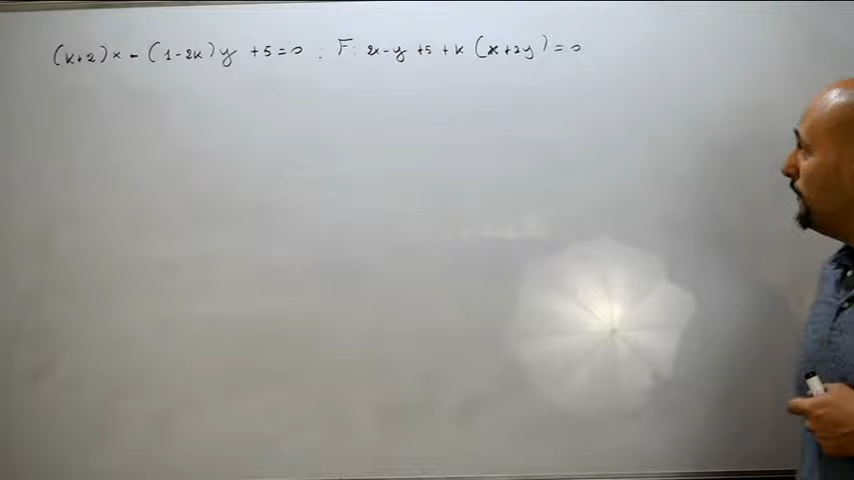 (k+2)x - (1-2k)y +5=0 : F: 2x-y +5 +k (x+2y)=0